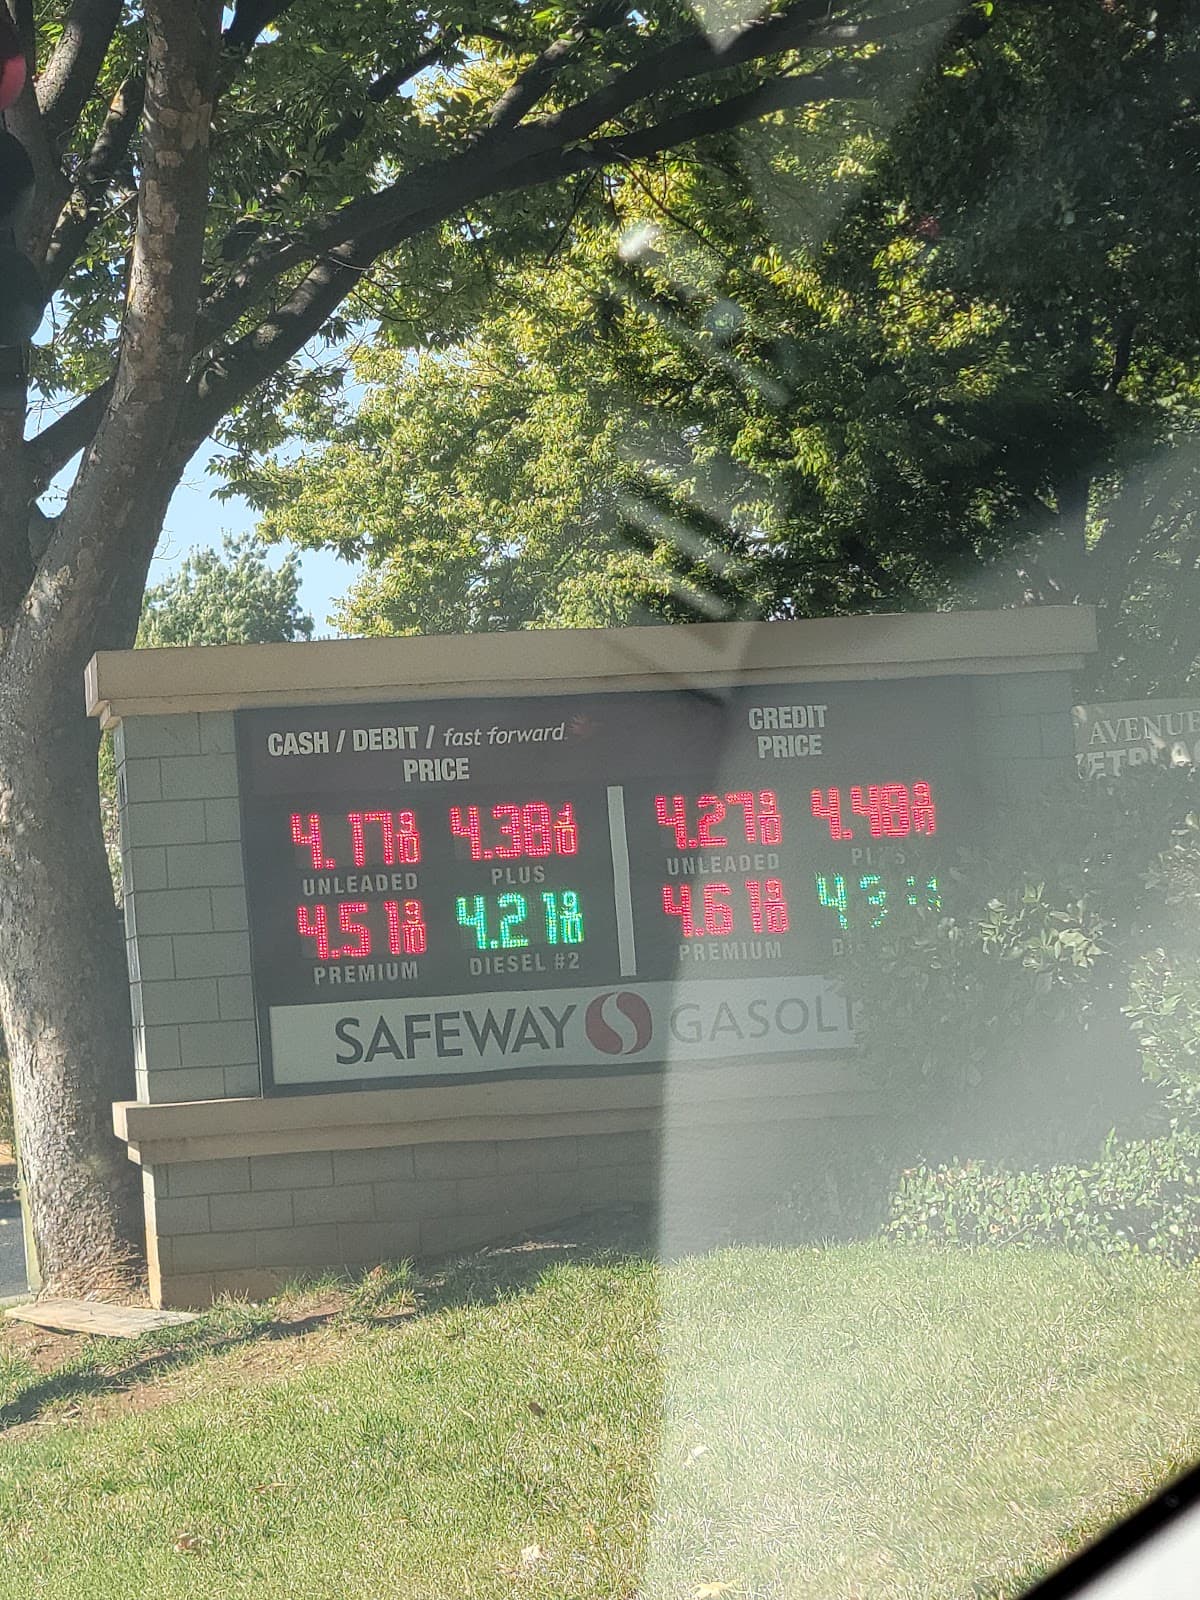 CASH / DEBIT / fast forward.
PRICE
4.17 9/10 4.38 9/10
UNLEADED PLUS
4.51 9/10 4.21 9/10
PREMIUM DIESEL #2
CREDIT
PRICE
4.27 9/10 4.48 9/10
UNLEADED PLUS
4.61 9/10
PREMIUM
SAFEWAY